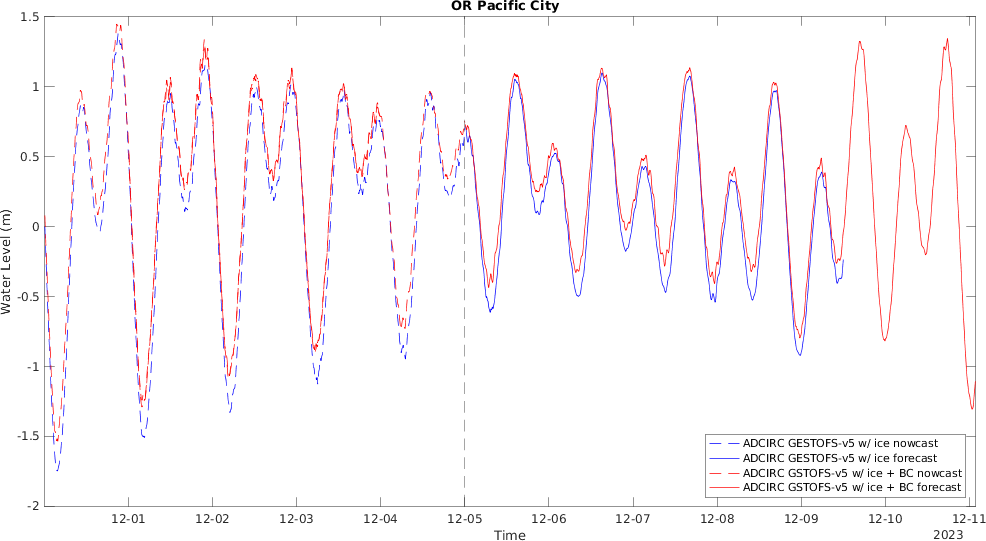 OR Pacific City
1.5
1
0.5
0
-0.5
-1
-1.5
-2
Water Level (m)
12-01 12-02 12-03 12-04 12-05 12-06 12-07 12-08 12-09 12-10 12-11
Time
2023
ADCIRC GESTOFS-v5 w/ ice nowcast
ADCIRC GESTOFS-v5 w/ ice forecast
ADCIRC GSTOFS-v5 w/ ice + BC nowcast
ADCIRC GSTOFS-v5 w/ ice + BC forecast